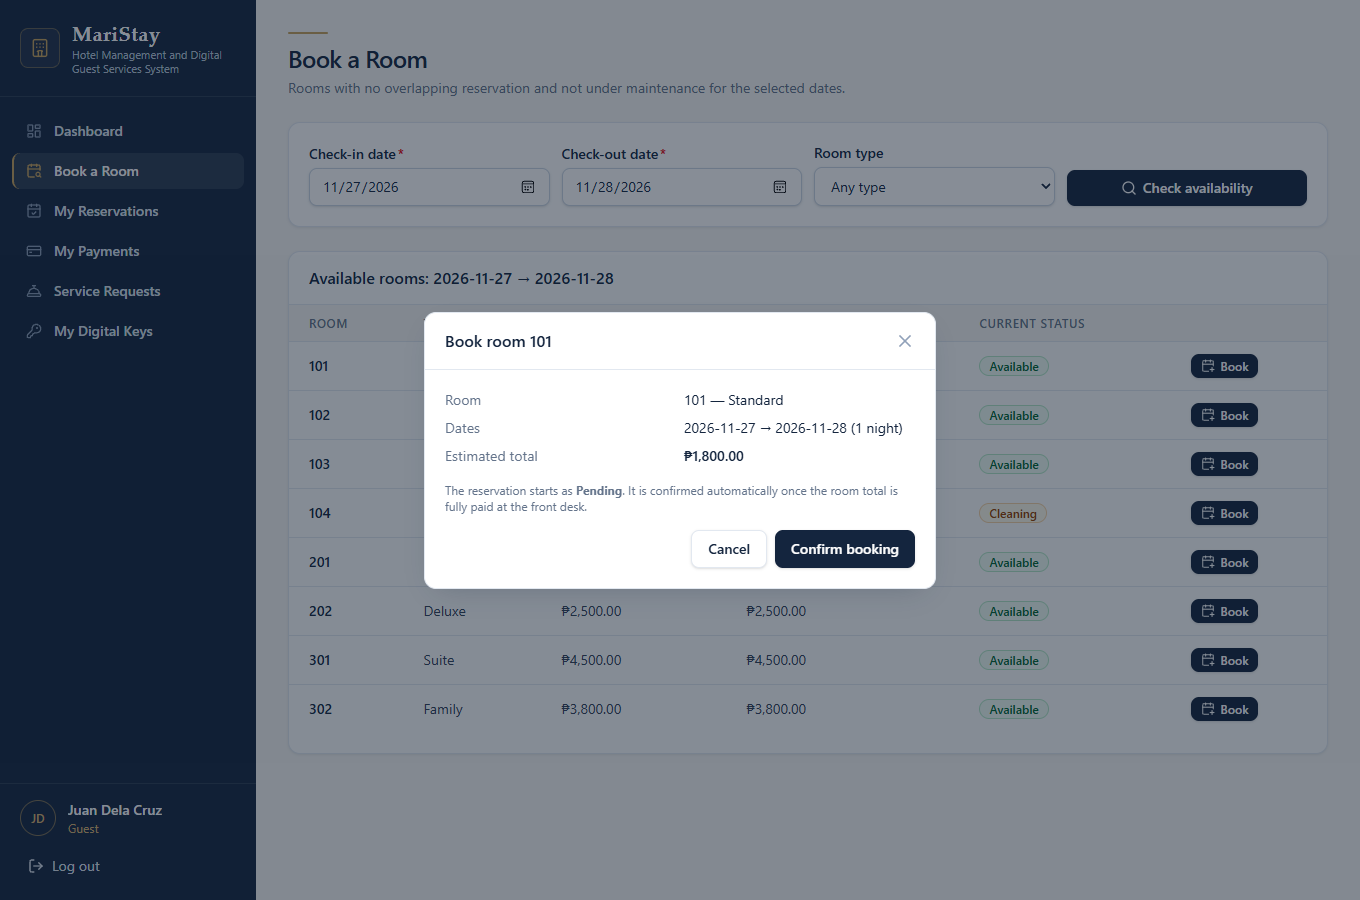 MariStay
Hotel Management and Digital
Guest Services System
Dashboard
Book a Room
My Reservations
My Payments
Service Requests
My Digital Keys
JD
Juan Dela Cruz
Guest
Log out
Book a Room
Rooms with no overlapping reservation and not under maintenance for the selected dates.
Check-in date*
Check-out date*
Room type
11/27/2026
11/28/2026
Any type
Check availability
Available rooms: 2026-11-27 → 2026-11-28
ROOM CURRENT STATUS
101 Available Book
102 Available Book
103 Available Book
104 Cleaning Book
201 Available Book
202 Deluxe ₱2,500.00 ₱2,500.00 Available Book
301 Suite ₱4,500.00 ₱4,500.00 Available Book
302 Family ₱3,800.00 ₱3,800.00 Available Book
Book room 101
Room 101 — Standard
Dates 2026-11-27 → 2026-11-28 (1 night)
Estimated total ₱1,800.00
The reservation starts as Pending. It is confirmed automatically once the room total is
fully paid at the front desk.
Cancel
Confirm booking